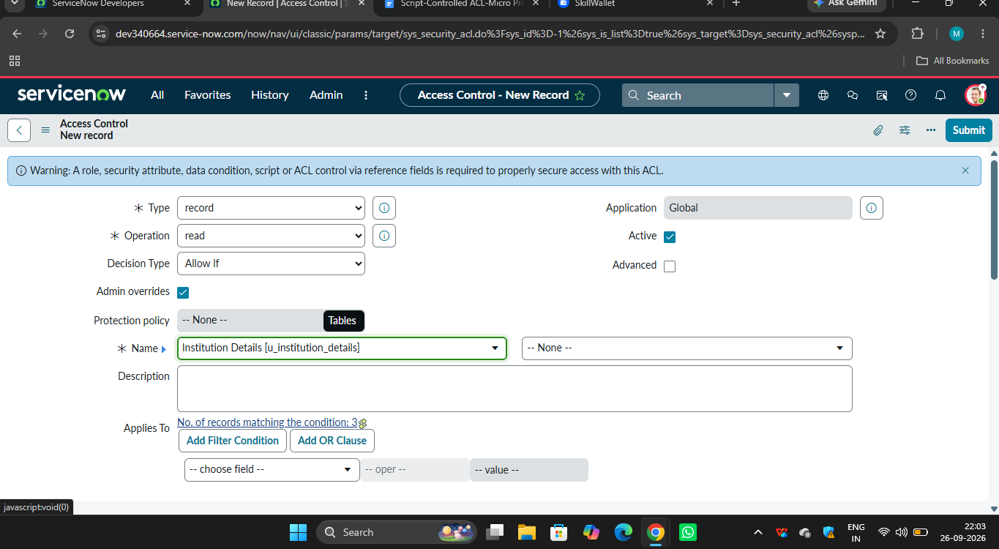 ServiceNow Developers
New Record | Access Control |
Script-Controlled ACL-Micro Pr
SkillWallet
Ask Gemini
dev340664.service-now.com/now/nav/ui/classic/params/target/sys_security_acl.do%3Fsys_id%3D-1%26sys_is_list%3Dtrue%26sys_target%3Dsys_security_acl%26sysp...
M
All Bookmarks
servicenow
All
Favorites
History
Admin
Access Control - New Record
Search
Access Control
New record
Submit
Warning: A role, security attribute, data condition, script or ACL control via reference fields is required to properly secure access with this ACL.
Type
record
Application
Global
Operation
read
Active
Decision Type
Allow If
Advanced
Admin overrides
Protection policy
-- None --
Tables
Name
Institution Details [u_institution_details]
-- None --
Description
Applies To
No. of records matching the condition: 3
Add Filter Condition
Add OR Clause
-- choose field --
-- oper --
-- value --
javascript:void(0)
Search
ENG
IN
22:03
26-09-2026